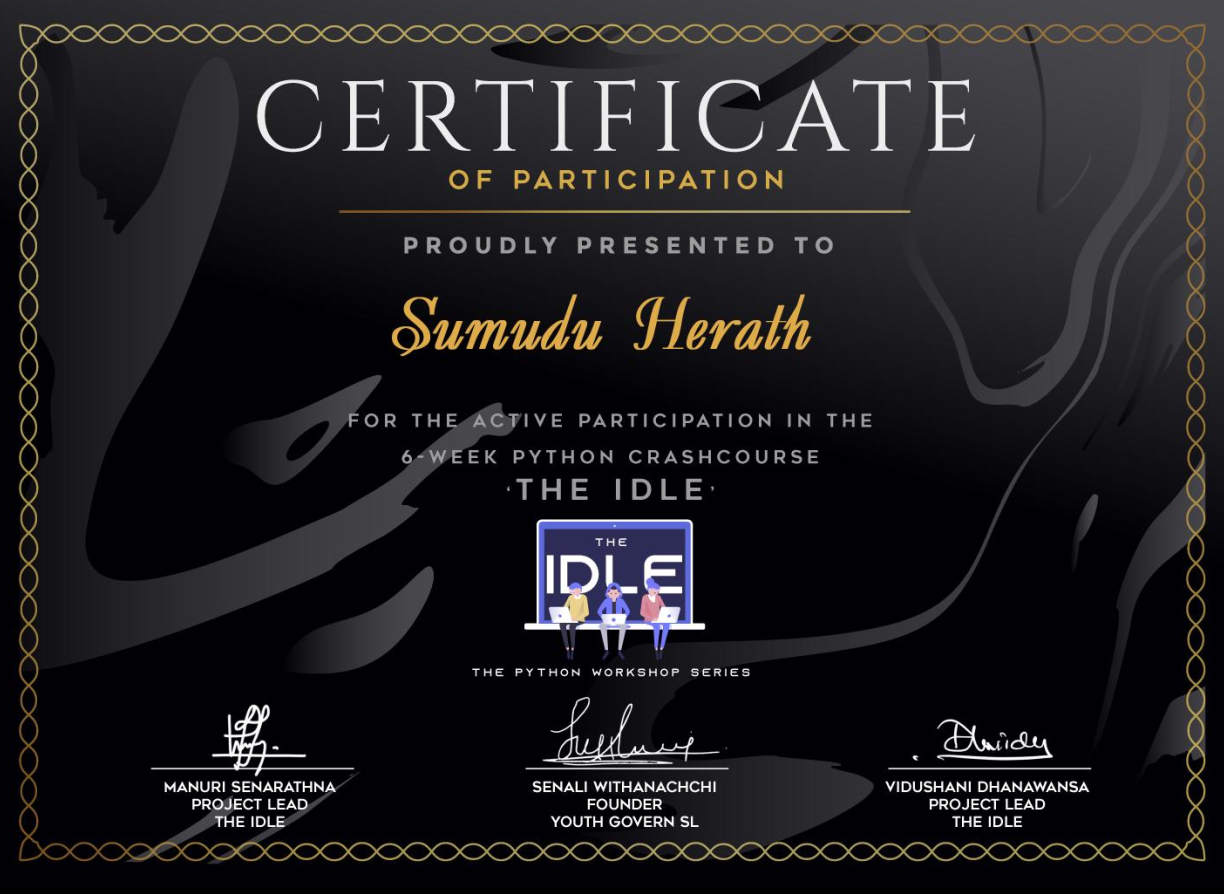 CERTIFICATE
OF PARTICIPATION
PROUDLY PRESENTED TO
Sumudu Herath
FOR THE ACTIVE PARTICIPATION IN THE
6-WEEK PYTHON CRASHCOURSE
'THE IDLE'
THE
IDLE
THE PYTHON WORKSHOP SERIES
MANURI SENARATHNA
PROJECT LEAD
THE IDLE
SENALI WITHANACHCHI
FOUNDER
YOUTH GOVERN SL
VIDUSHANI DHANAWANSA
PROJECT LEAD
THE IDLE